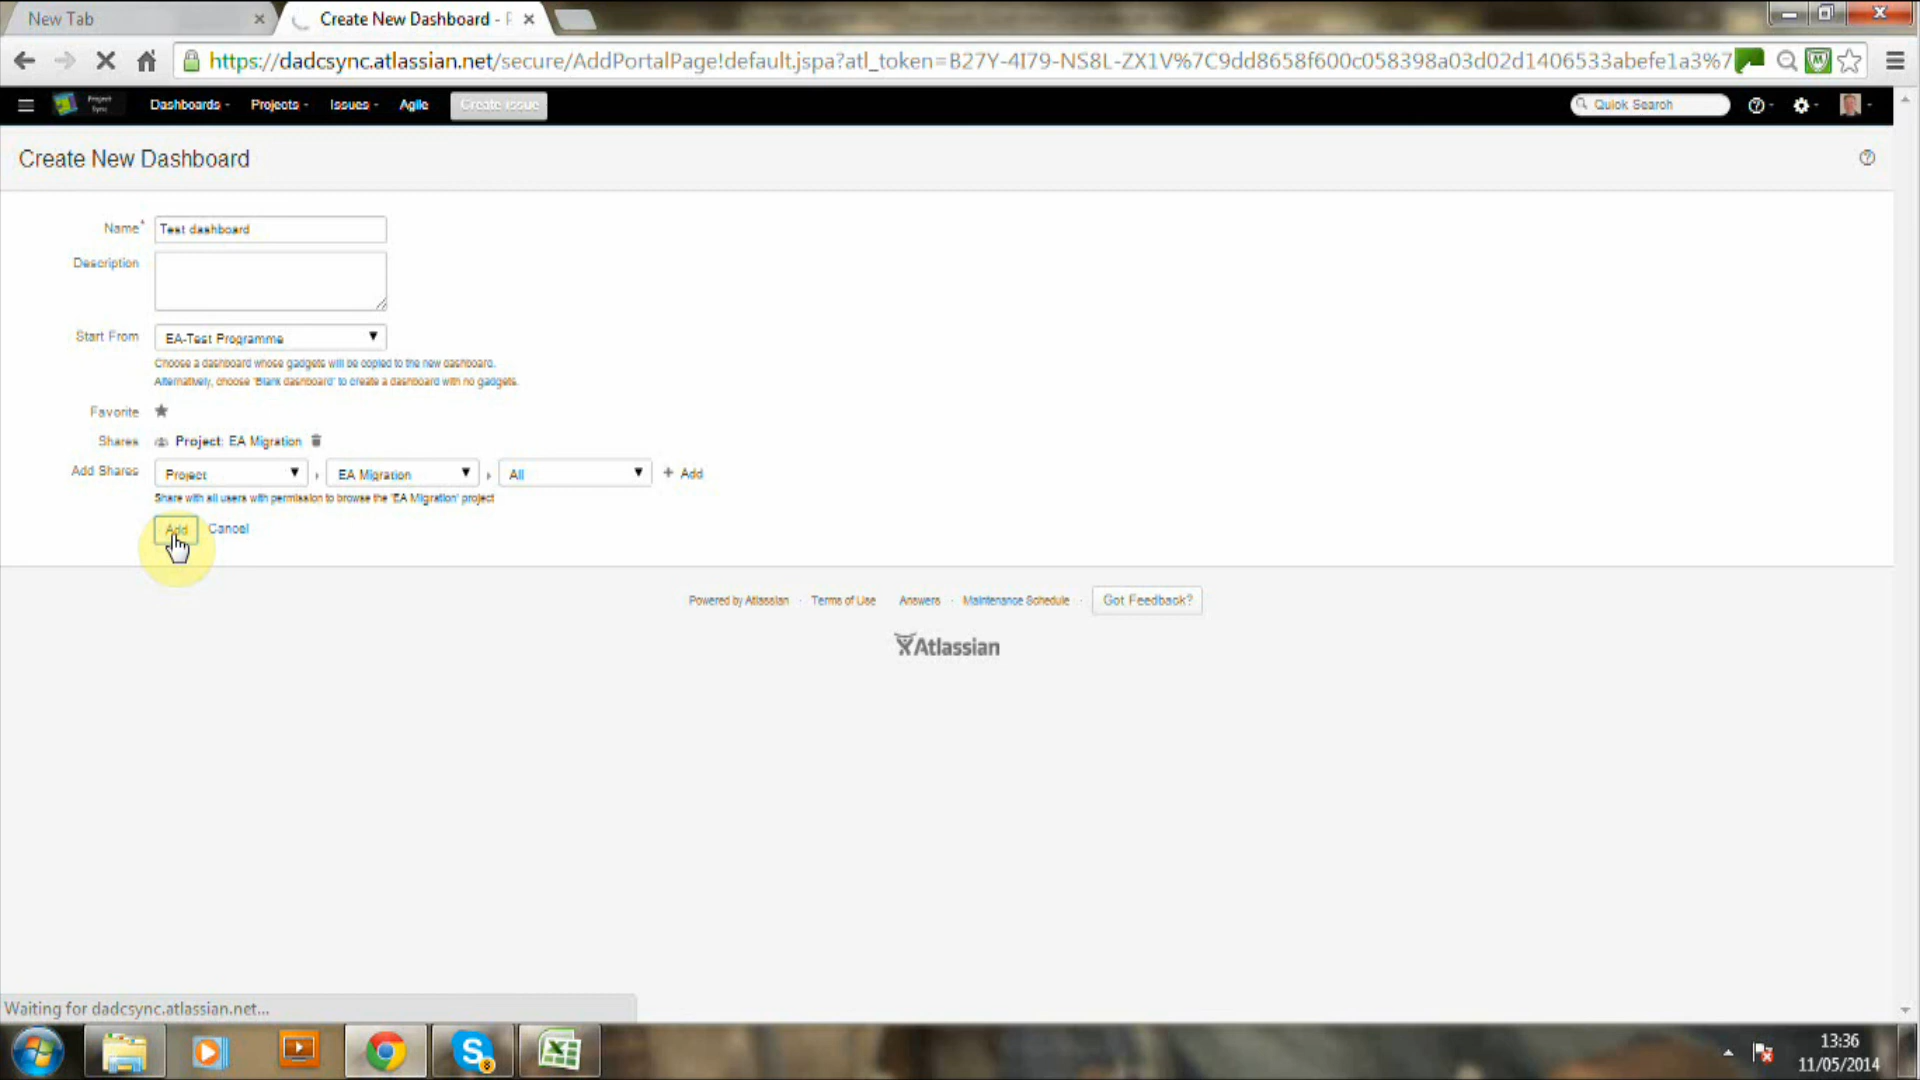 New Tab
Create New Dashboard -
https://dadcsync.atlassian.net/secure/AddPortalPage!default.jspa?atl_token=B27Y-4I79-NS8L-ZX1V%7C9dd8658f600c058398a03d02d1406533abefe1a3%7
Project Sync
Dashboards
Projects
Issues
Agile
Create Issue
Quick Search
Create New Dashboard
Name*
Test dashboard
Description
Start From
EA-Test Programme
Choose a dashboard whose gadgets will be copied to the new dashboard.
Alternatively, choose 'Blank dashboard' to create a dashboard with no gadgets.
Favorite
Shares
Project: EA Migration
Add Shares
Project
EA Migration
All
+ Add
Share with all users with permission to browse the 'EA Migration' project
Add
Cancel
Powered by Atlassian · Terms of Use
Answers · Maintenance Schedule ·
Got Feedback?
Atlassian
Waiting for dadcsync.atlassian.net...
13:36
11/05/2014